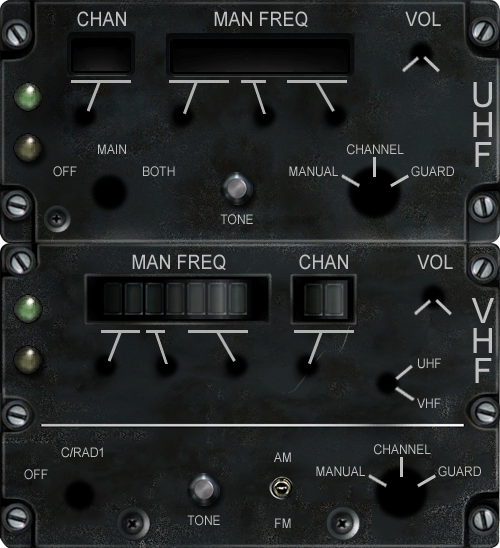 CHAN MAN FREQ VOL
UHF
MAIN
OFF BOTH
CHANNEL
MANUAL GUARD
TONE
MAN FREQ CHAN VOL
VHF
UHF
VHF
C/RAD1
OFF
TONE
AM
FM
CHANNEL
MANUAL GUARD